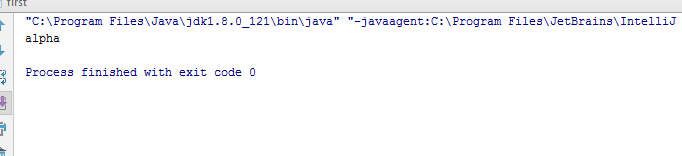 first
"C:\Program Files\Java\jdk1.8.0_121\bin\java" "-javaagent:C:\Program Files\JetBrains\IntelliJ
alpha
Process finished with exit code 0